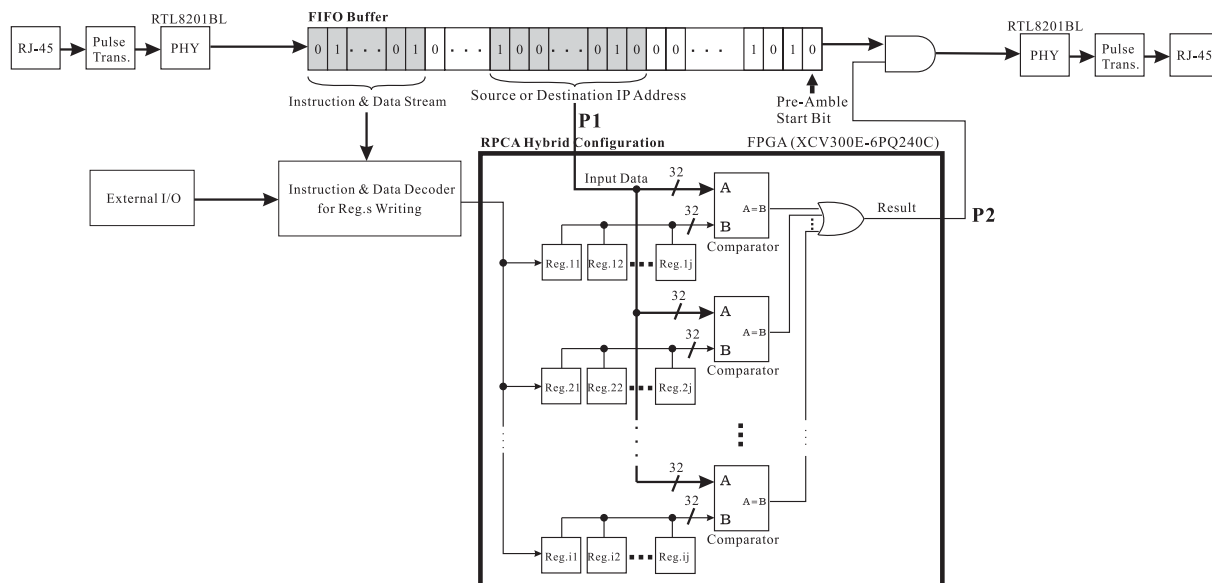 RTL8201BL
FIFO Buffer
RTL8201BL
RJ-45
Pulse
Trans.
PHY
0 1 · · · 0 1 0 · · · 1 0 0 · · · 0 1 0 0 0 · · · 1 0 1 0
PHY
Pulse
Trans.
RJ-45
Instruction & Data Stream
Source or Destination IP Address
Pre-Amble
Start Bit
P1
RPCA Hybrid Configuration
FPGA (XCV300E-6PQ240C)
External I/O
Instruction & Data Decoder
for Reg.s Writing
Input Data
32
A
A=B
B
Comparator
32
Reg.11
Reg.12
Reg.1j
Result
P2
32
A
A=B
B
Comparator
32
Reg.21
Reg.22
Reg.2j
32
A
A=B
B
Comparator
32
Reg.i1
Reg.i2
Reg.ij